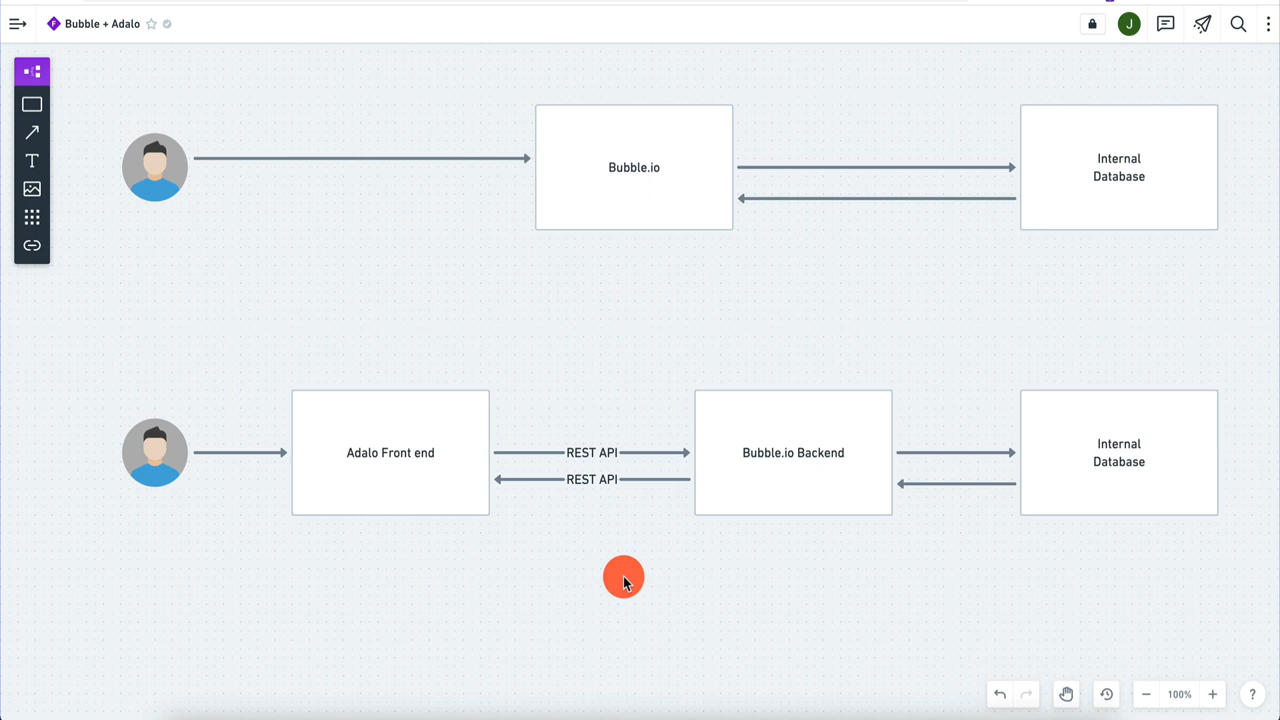 Bubble + Adalo
J
T
Bubble.io
Internal
Database
Adalo Front end
REST API
REST API
Bubble.io Backend
Internal
Database
100%
?